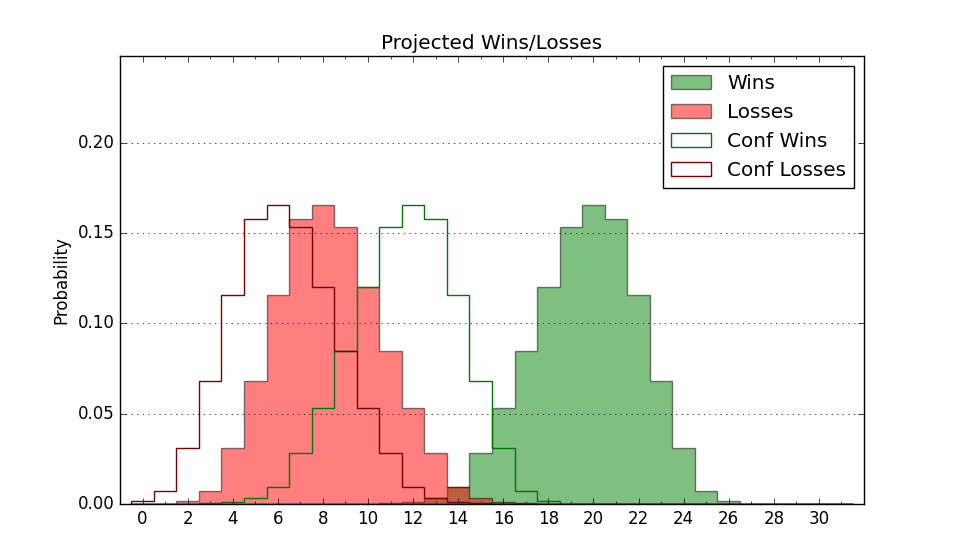 Projected Wins/Losses
Wins
Losses
Conf Wins
Conf Losses
Probability
0.20
0.15
0.10
0.05
0.00
0 2 4 6 8 10 12 14 16 18 20 22 24 26 28 30